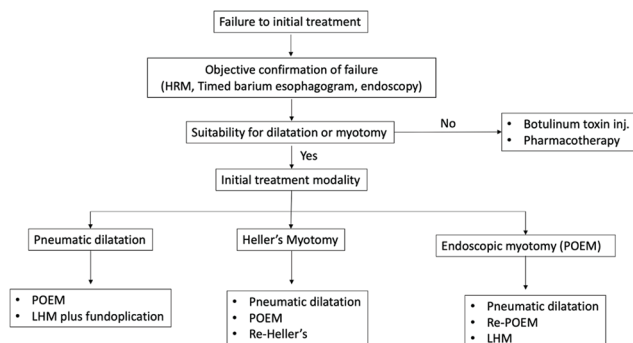 Failure to initial treatment
Objective confirmation of failure
(HRM, Timed barium esophagogram, endoscopy)
Suitability for dilatation or myotomy
No
• Botulinum toxin inj.
• Pharmacotherapy
Yes
Initial treatment modality
Pneumatic dilatation
Heller's Myotomy
Endoscopic myotomy (POEM)
• POEM
• LHM plus fundoplication
• Pneumatic dilatation
• POEM
• Re-Heller's
• Pneumatic dilatation
• Re-POEM
• LHM